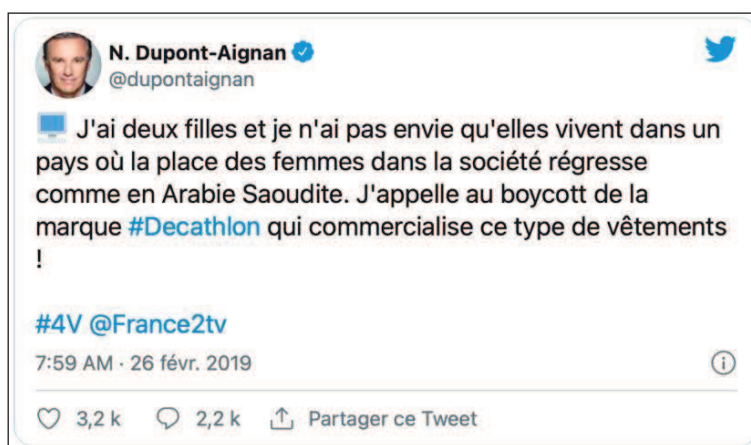 N. Dupont-Aignan
@dupontaignan
J'ai deux filles et je n'ai pas envie qu'elles vivent dans un
pays où la place des femmes dans la société régresse
comme en Arabie Saoudite. J'appelle au boycott de la
marque #Decathlon qui commercialise ce type de vêtements
!
#4V @France2tv
7:59 AM · 26 févr. 2019
3,2 k 2,2 k Partager ce Tweet